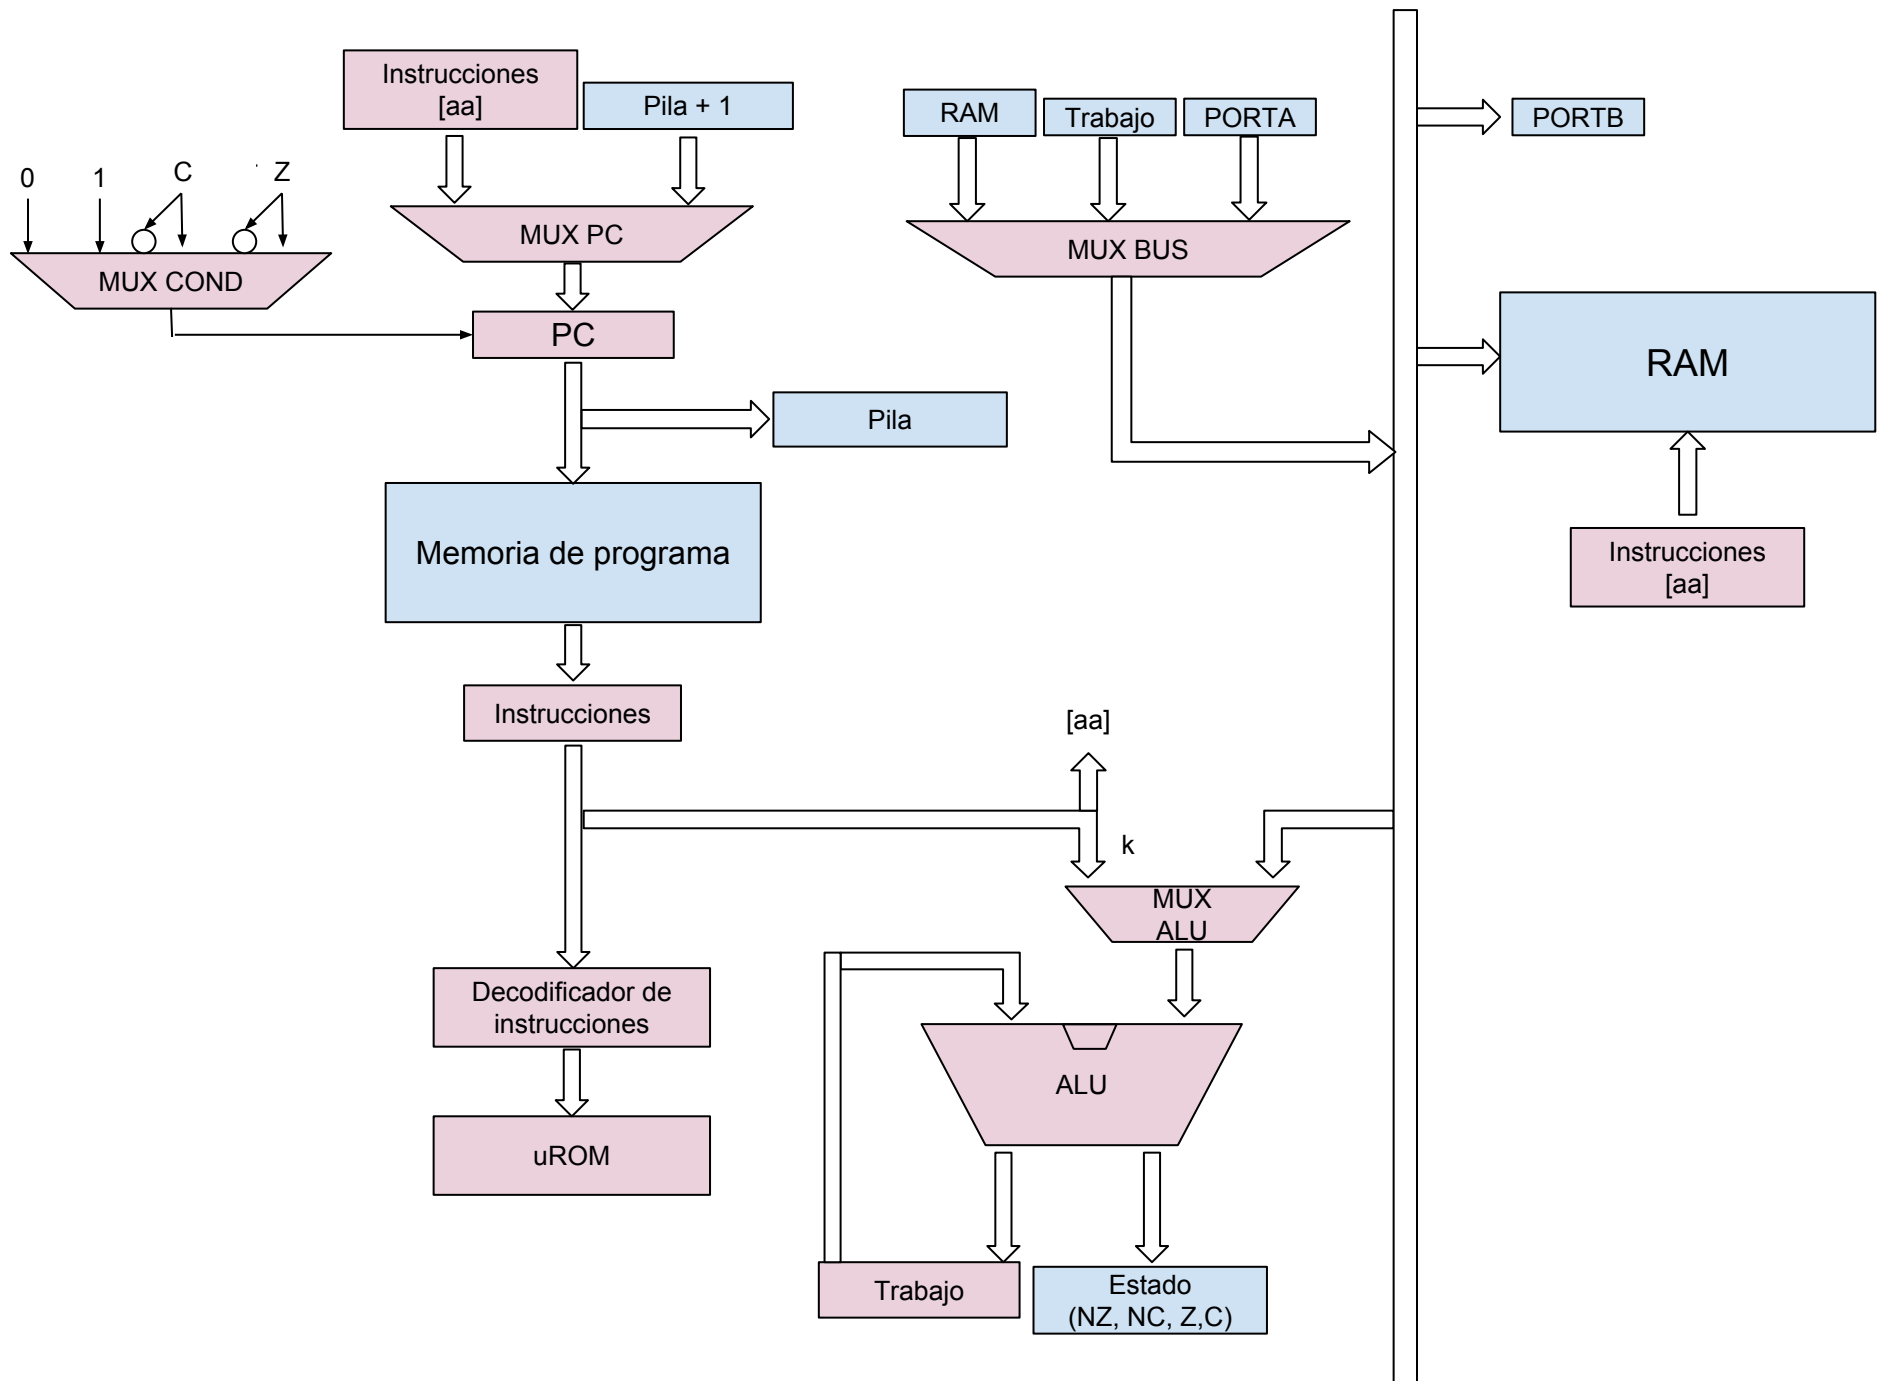 Instrucciones
[aa]
Pila + 1
RAM
Trabajo
PORTA
PORTB
0
1
C
Z
MUX PC
MUX BUS
MUX COND
PC
RAM
Pila
Memoria de programa
Instrucciones
[aa]
Instrucciones
[aa]
k
MUX
ALU
Decodificador de
instrucciones
ALU
uROM
Trabajo
Estado
(NZ, NC, Z,C)